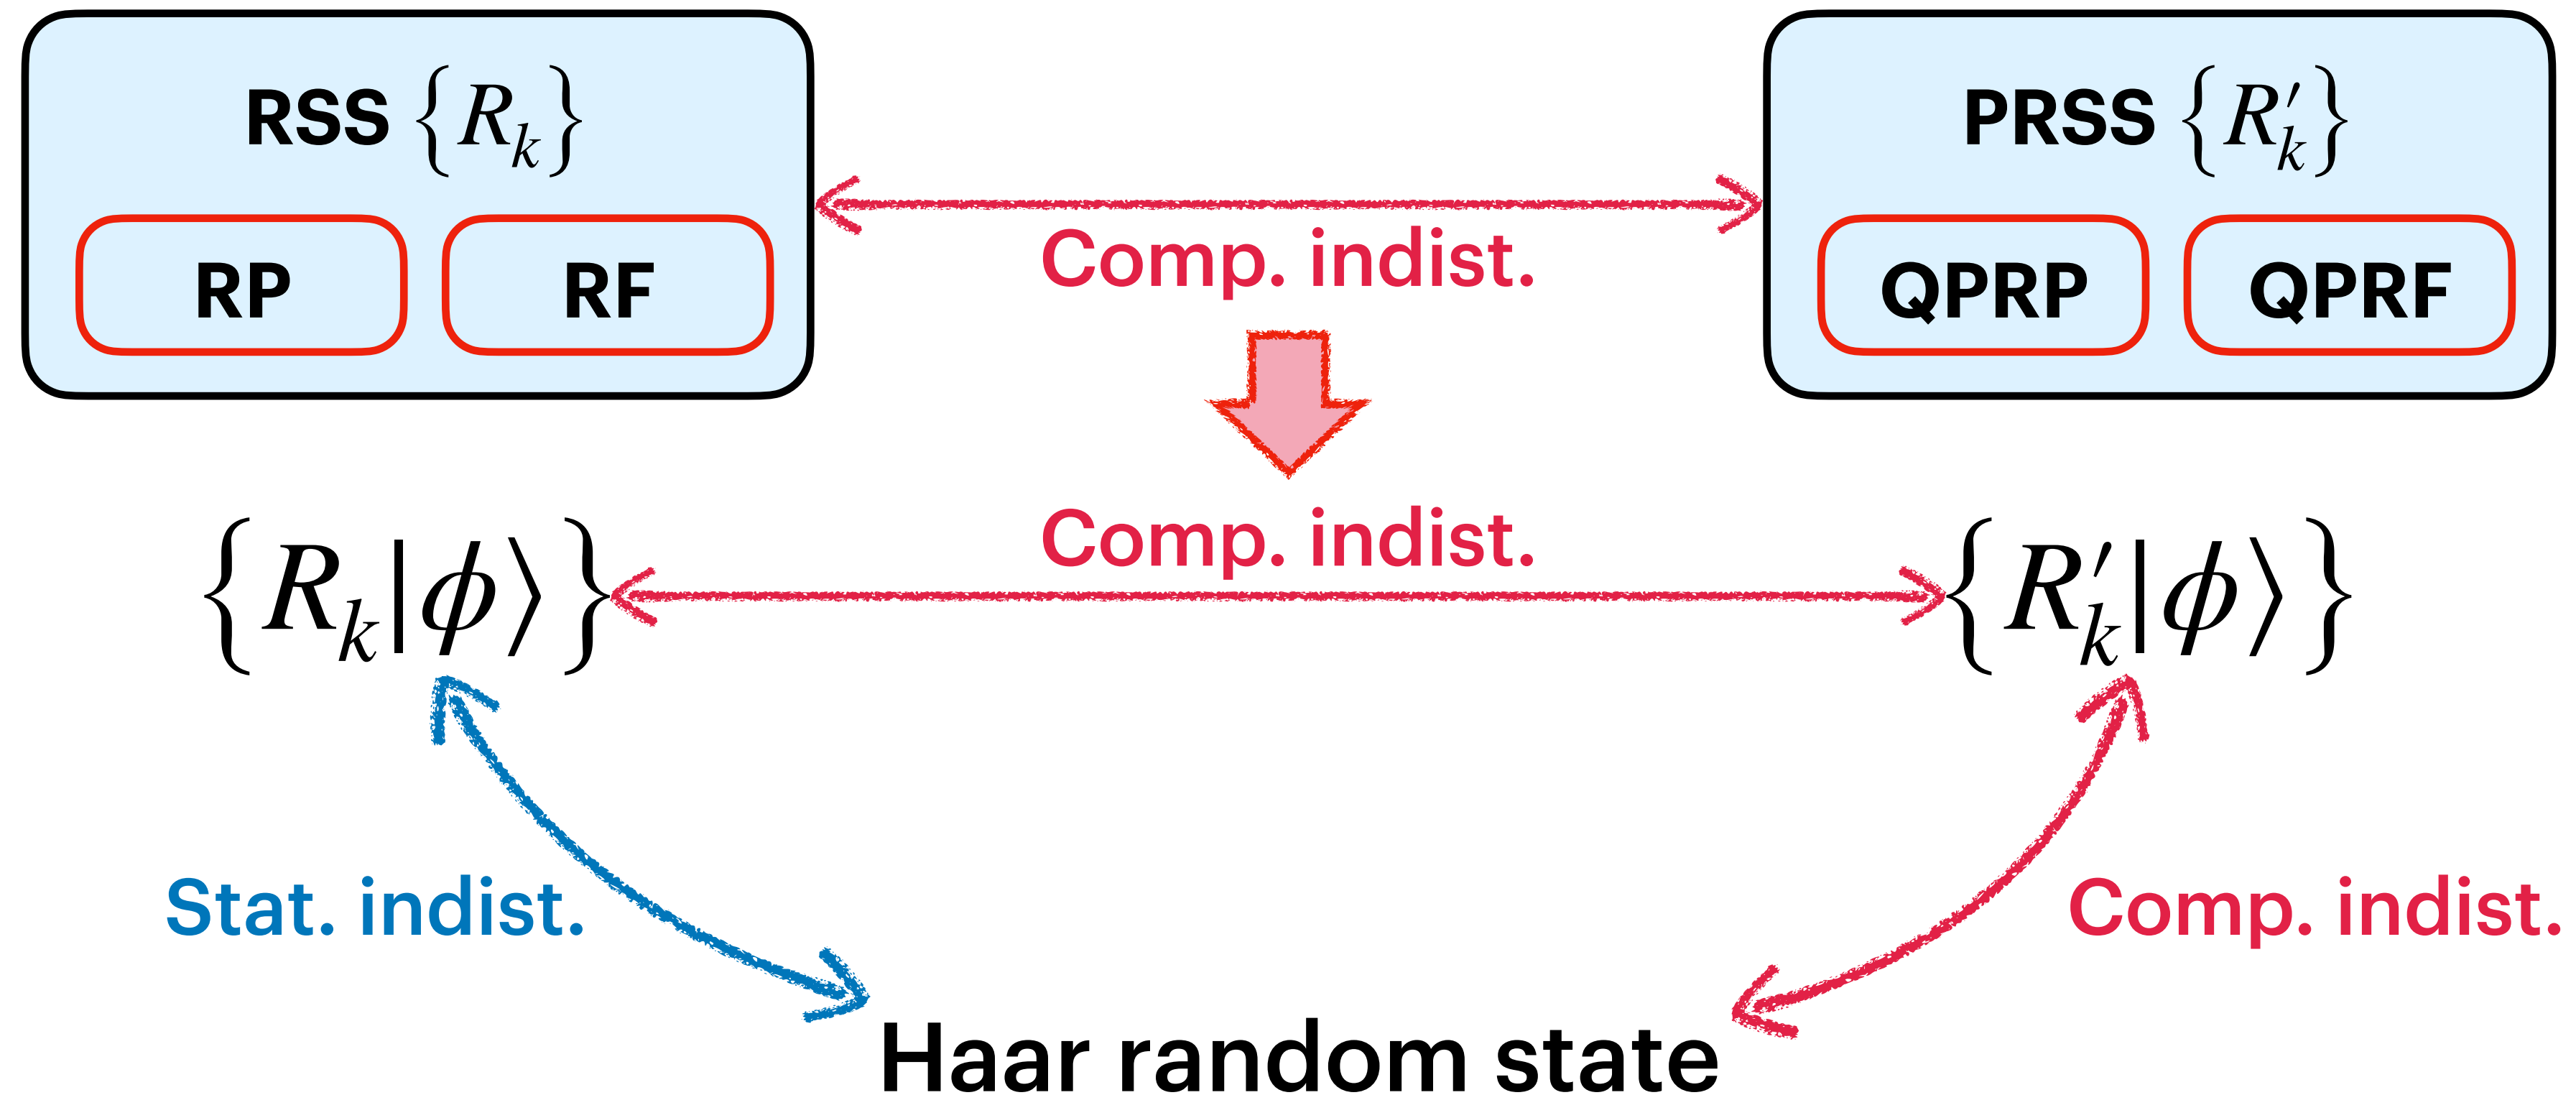 RSS {R_k}
PRSS {R'_k}
RP
RF
QPRP
QPRF
Comp. indist.
Comp. indist.
{R_k|ϕ⟩}
{R'_k|ϕ⟩}
Stat. indist.
Comp. indist.
Haar random state